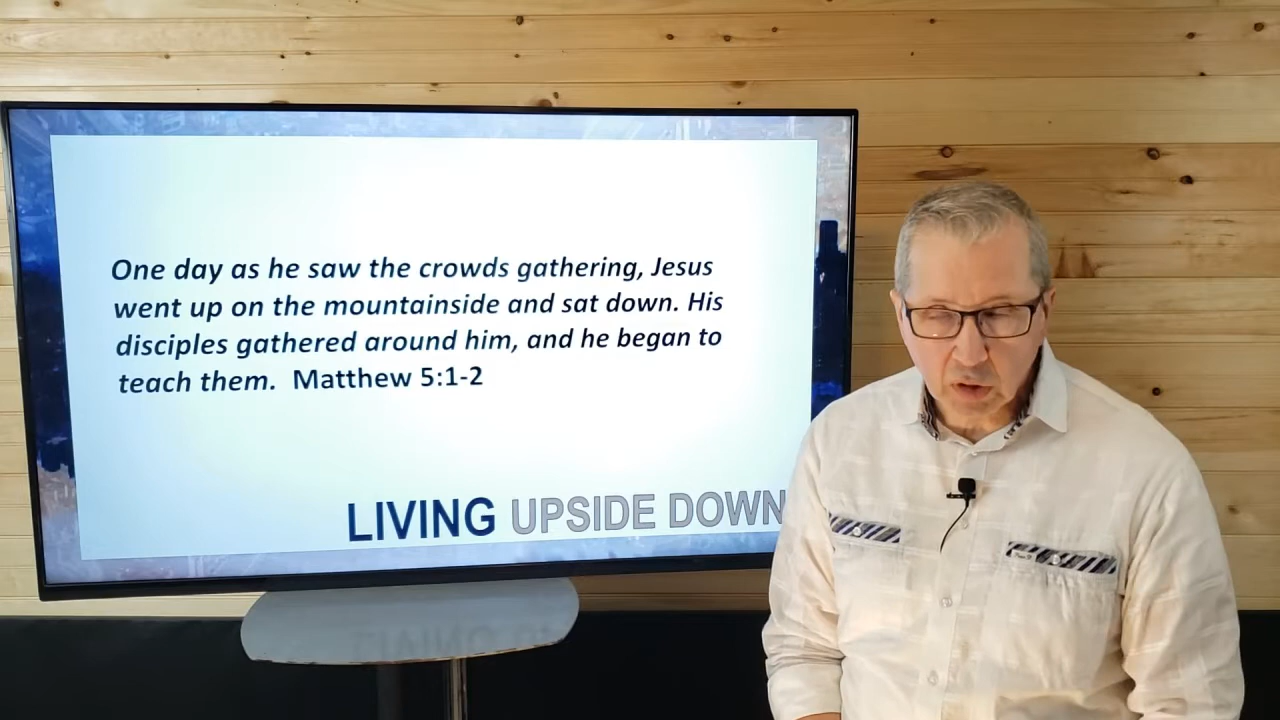 One day as he saw the crowds gathering, Jesus
went up on the mountainside and sat down. His
disciples gathered around him, and he began to
teach them. Matthew 5:1-2
LIVING UPSIDE DOWN